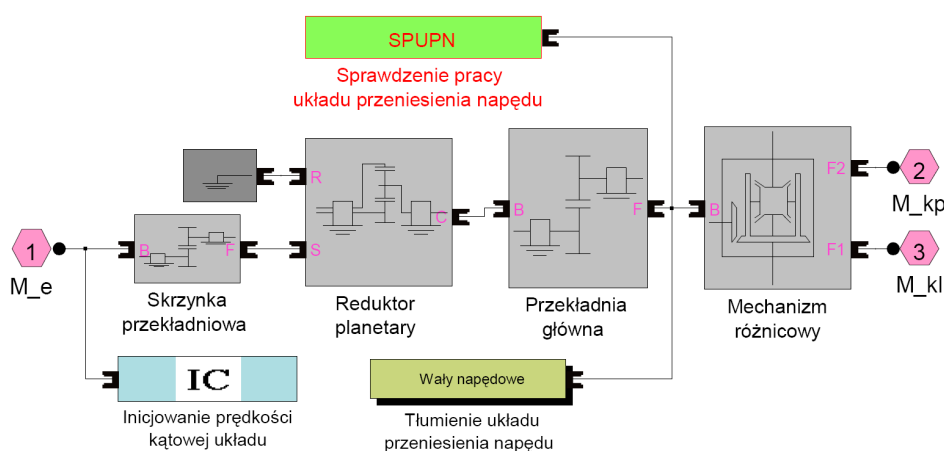 SPUPN
Sprawdzenie pracy
układu przeniesienia napędu
R
S
C
B
F
B
F
B
F2
F1
1
M_e
2
M_kp
3
M_kl
Skrzynka
przekładniowa
Reduktor
planetary
Przekładnia
główna
Mechanizm
różnicowy
IC
Inicjowanie prędkości
kątowej układu
Wały napędowe
Tłumienie układu
przeniesienia napędu